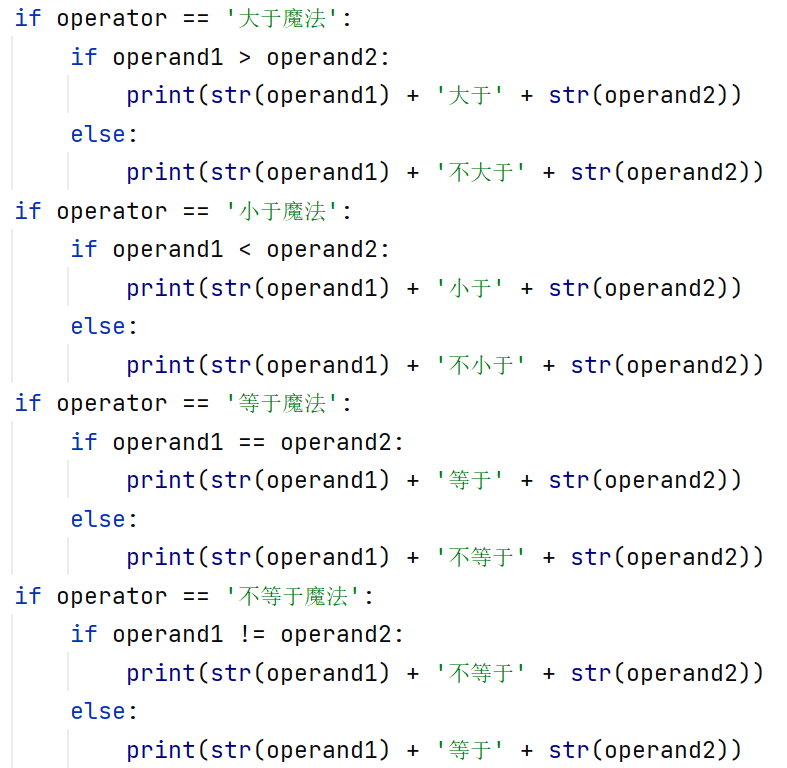 if operator == '大于魔法':
    if operand1 > operand2:
        print(str(operand1) + '大于' + str(operand2))
    else:
        print(str(operand1) + '不大于' + str(operand2))
if operator == '小于魔法':
    if operand1 < operand2:
        print(str(operand1) + '小于' + str(operand2))
    else:
        print(str(operand1) + '不小于' + str(operand2))
if operator == '等于魔法':
    if operand1 == operand2:
        print(str(operand1) + '等于' + str(operand2))
    else:
        print(str(operand1) + '不等于' + str(operand2))
if operator == '不等于魔法':
    if operand1 != operand2:
        print(str(operand1) + '不等于' + str(operand2))
    else:
        print(str(operand1) + '等于' + str(operand2))